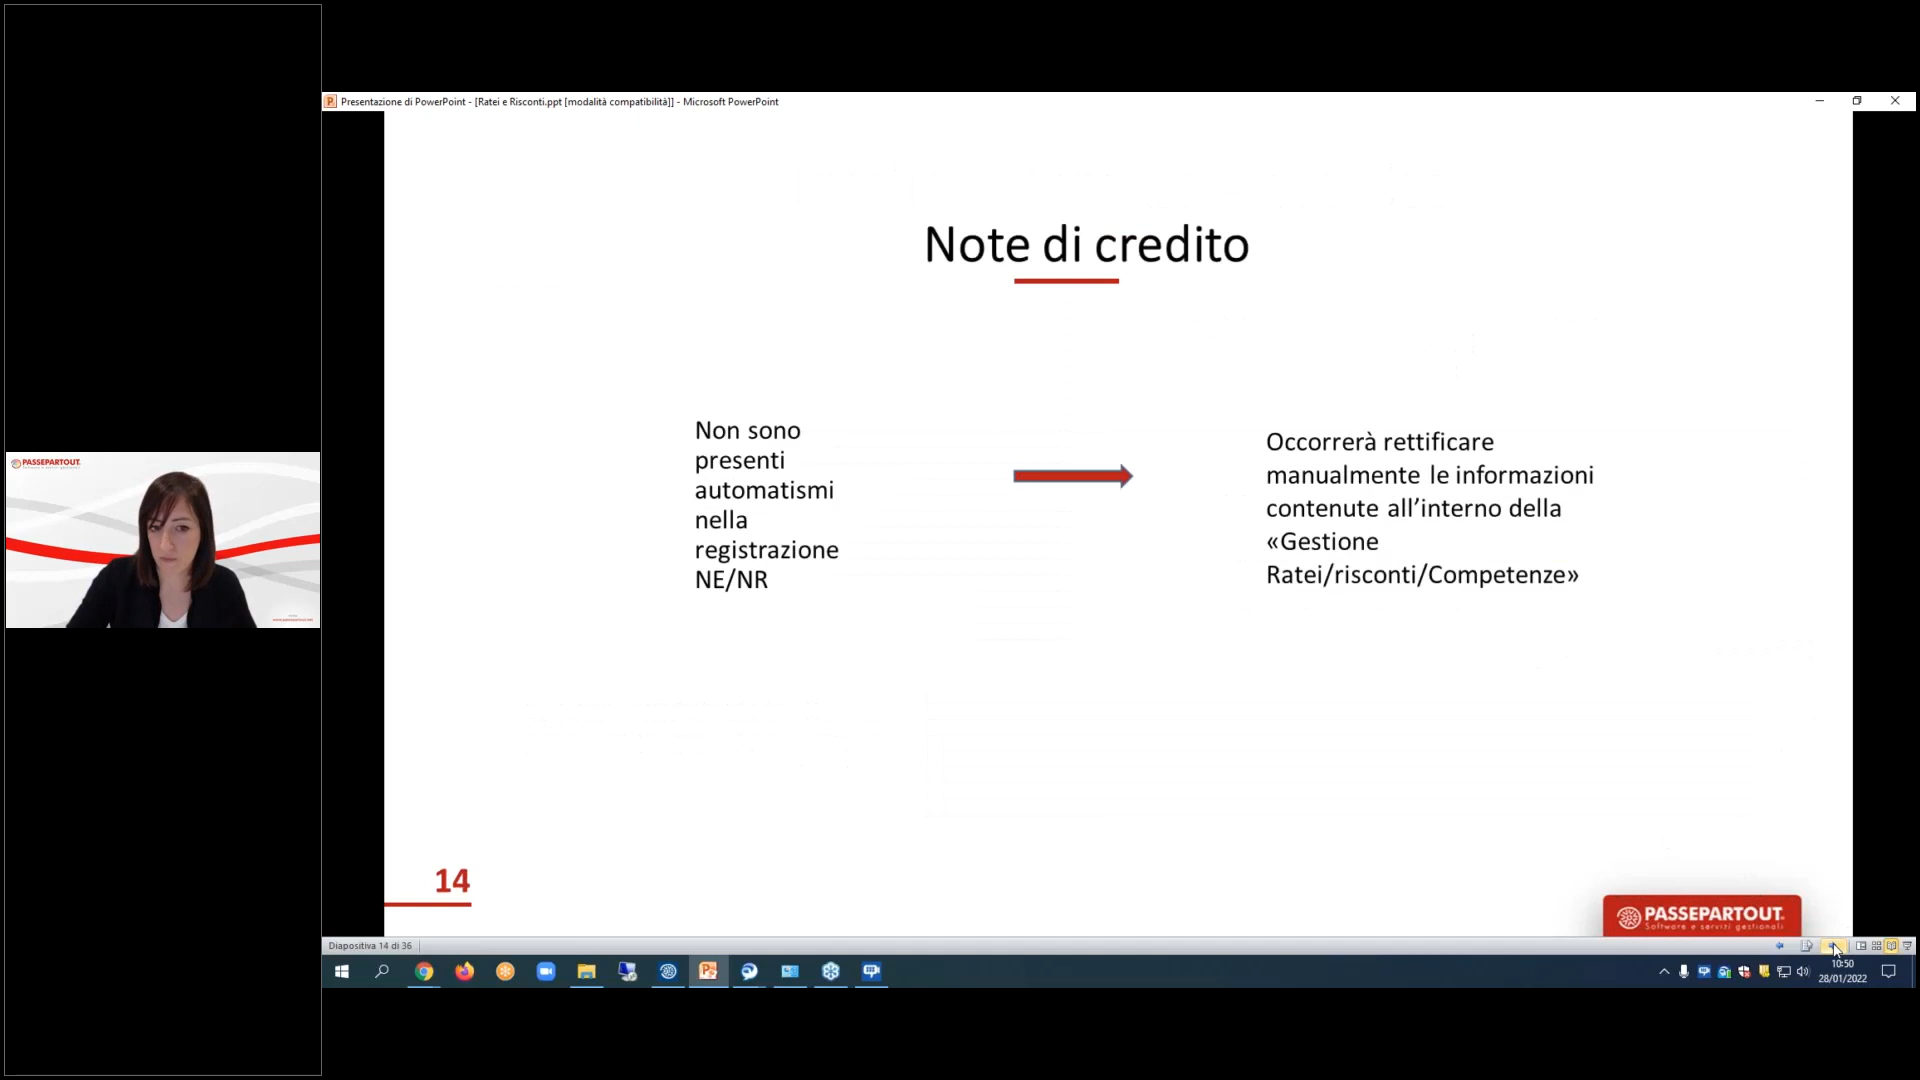 Presentazione di PowerPoint - [Ratei e Risconti.ppt [modalità compatibilità]] - Microsoft PowerPoint
Note di credito
Non sono
presenti
automatismi
nella
registrazione
NE/NR
Occorrerà rettificare
manualmente le informazioni
contenute all’interno della
«Gestione
Ratei/risconti/Competenze»
PASSEPARTOUT
14
PASSEPARTOUT
Software e servizi gestionali
Diapositiva 14 di 36
10:50
28/01/2022